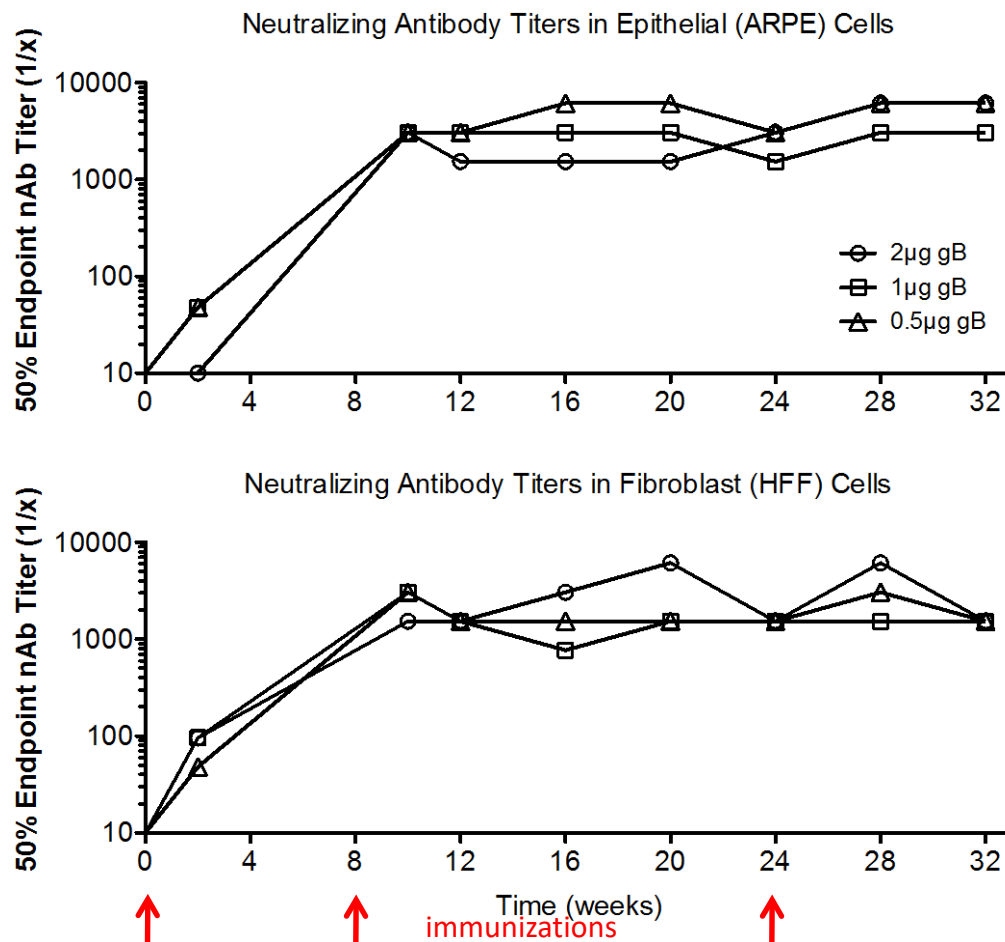 Neutralizing Antibody Titers in Epithelial (ARPE) Cells
50% Endpoint nAb Titer (1/x)
10000
1000
100
10
0 4 8 12 16 20 24 28 32
2µg gB
1µg gB
0.5µg gB
Neutralizing Antibody Titers in Fibroblast (HFF) Cells
50% Endpoint nAb Titer (1/x)
10000
1000
100
10
0 4 8 12 16 20 24 28 32
Time (weeks)
immunizations